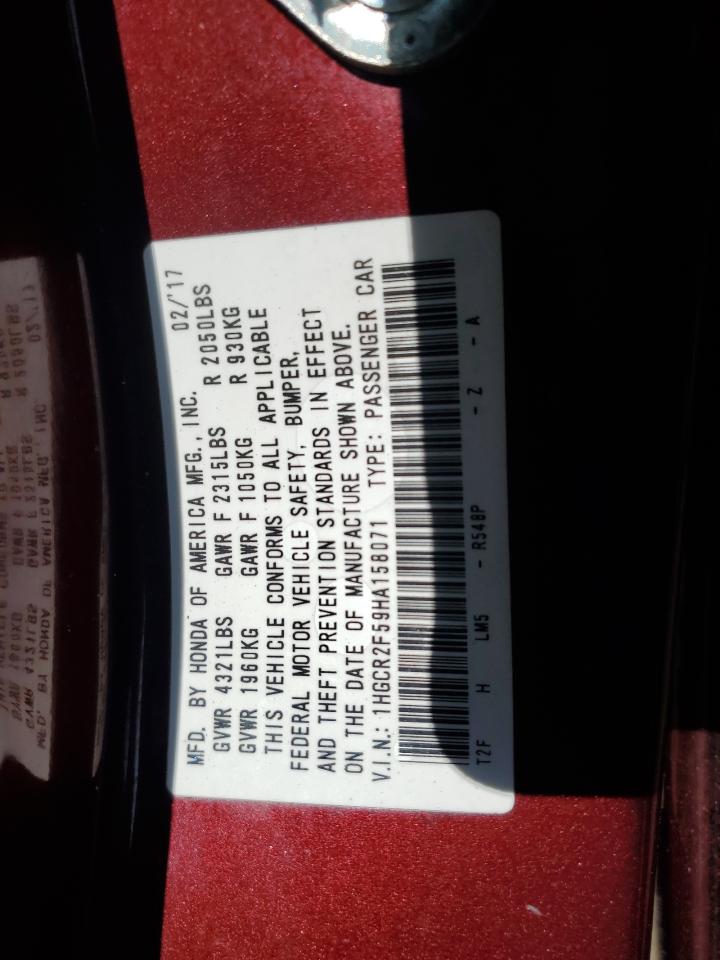 MFD. BY HONDA OF AMERICA MFG., INC. 02/'17
GVWR 4321LBS GAWR F 2315LBS R 2050LBS
GVWR 1960KG GAWR F 1050KG R 930KG
THIS VEHICLE CONFORMS TO ALL APPLICABLE
FEDERAL MOTOR VEHICLE SAFETY, BUMPER,
AND THEFT PREVENTION STANDARDS IN EFFECT
ON THE DATE OF MANUFACTURE SHOWN ABOVE.
V.I.N.: 1HGCR2F59HA158071 TYPE: PASSENGER CAR
T2F H LM5 - R548P - Z - A